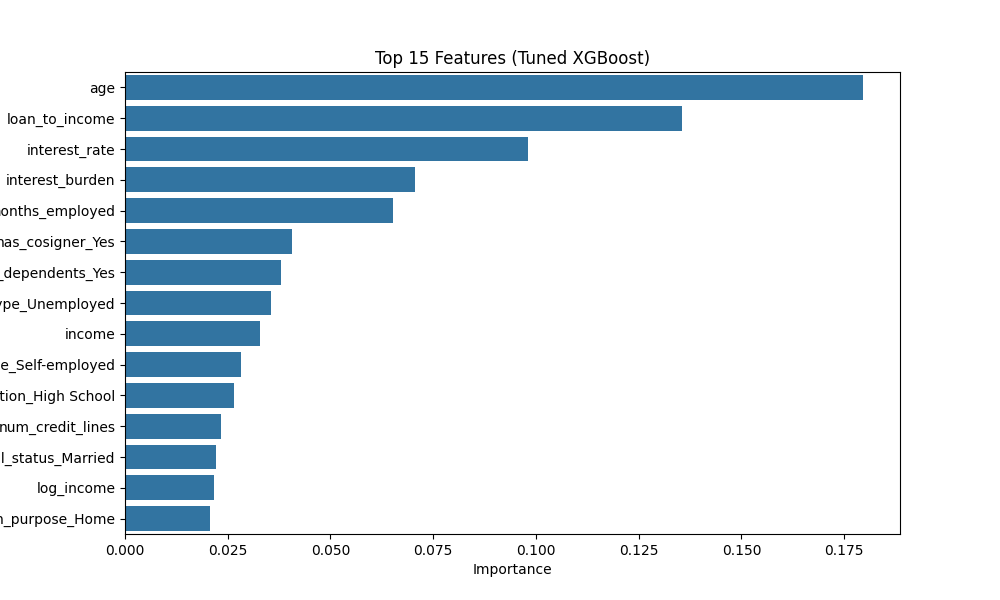 Top 15 Features (Tuned XGBoost)
age
loan_to_income
interest_rate
interest_burden
onths_employed
has_cosigner_Yes
_dependents_Yes
ype_Unemployed
income
e_Self-employed
tion_High School
num_credit_lines
l_status_Married
log_income
n_purpose_Home
0.000 0.025 0.050 0.075 0.100 0.125 0.150 0.175
Importance